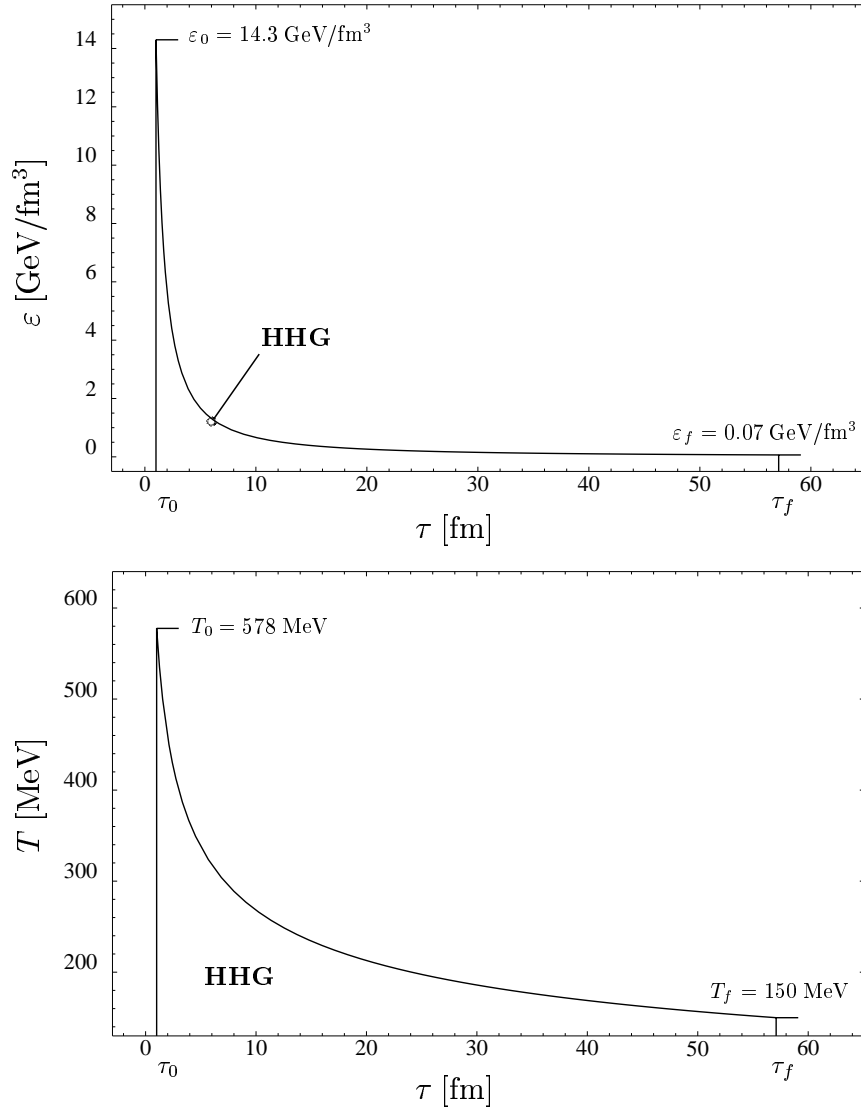 ε₀ = 14.3 GeV/fm³
14
12
10
8
6
4
2
0
ε [GeV/fm³]
HHG
ε_f = 0.07 GeV/fm³
0 10 20 30 40 50 60
τ₀ τ_f
τ [fm]
600
500
400
300
200
T [MeV]
T₀ = 578 MeV
HHG
T_f = 150 MeV
0 10 20 30 40 50 60
τ₀ τ_f
τ [fm]